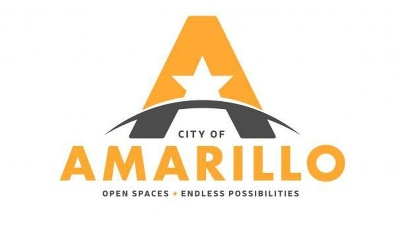 CITY OF
AMARILLO
OPEN SPACES ★ ENDLESS POSSIBILITIES